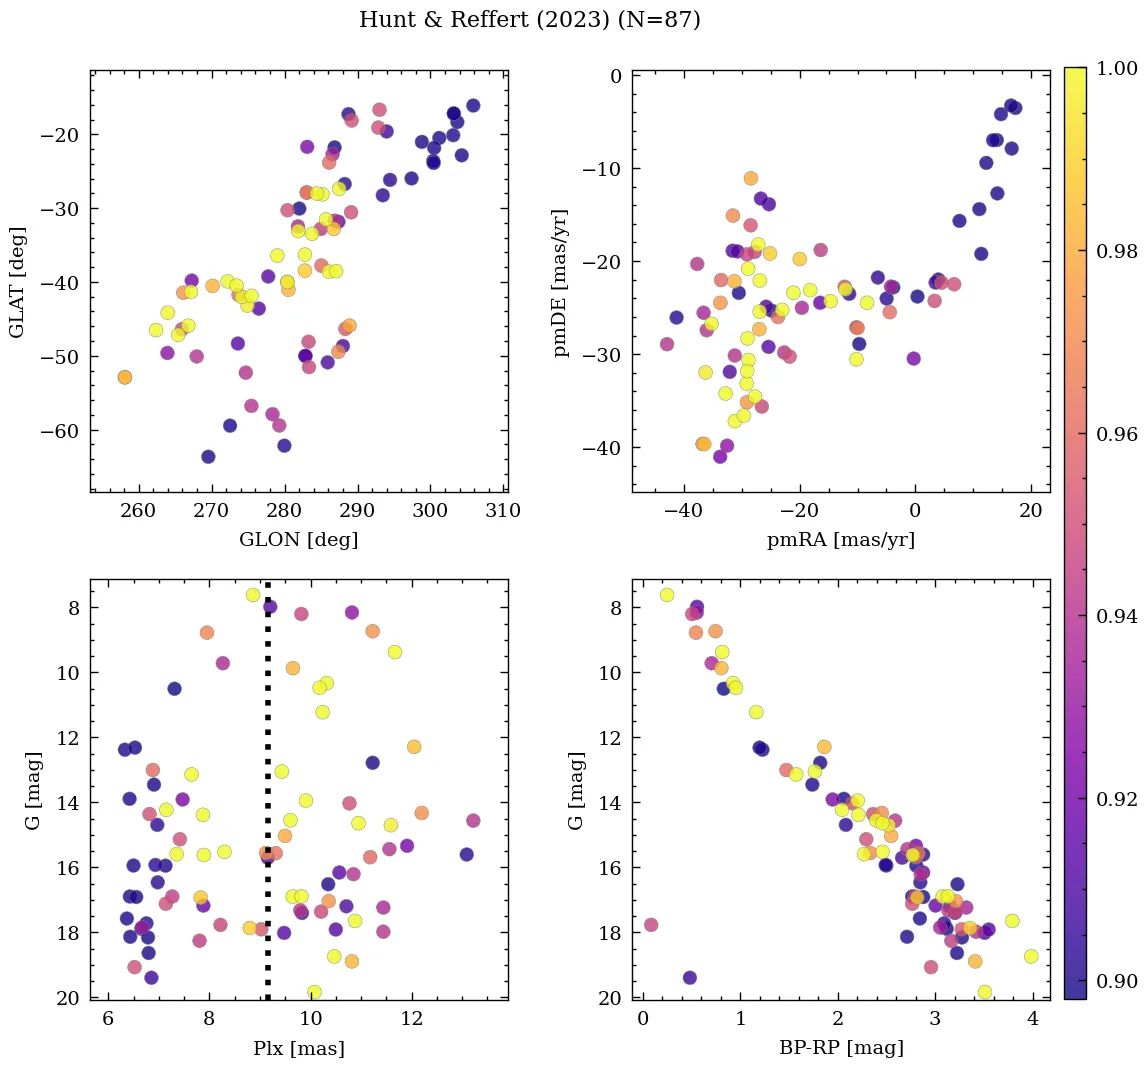 Hunt & Reffert (2023) (N=87)
GLAT [deg]
−20
−30
−40
−50
−60
260 270 280 290 300 310
GLON [deg]
pmDE [mas/yr]
0
−10
−20
−30
−40
−40 −20 0 20
pmRA [mas/yr]
1.00
0.98
0.96
0.94
0.92
0.90
G [mag]
8
10
12
14
16
18
20
6 8 10 12
Plx [mas]
G [mag]
8
10
12
14
16
18
20
0 1 2 3 4
BP-RP [mag]